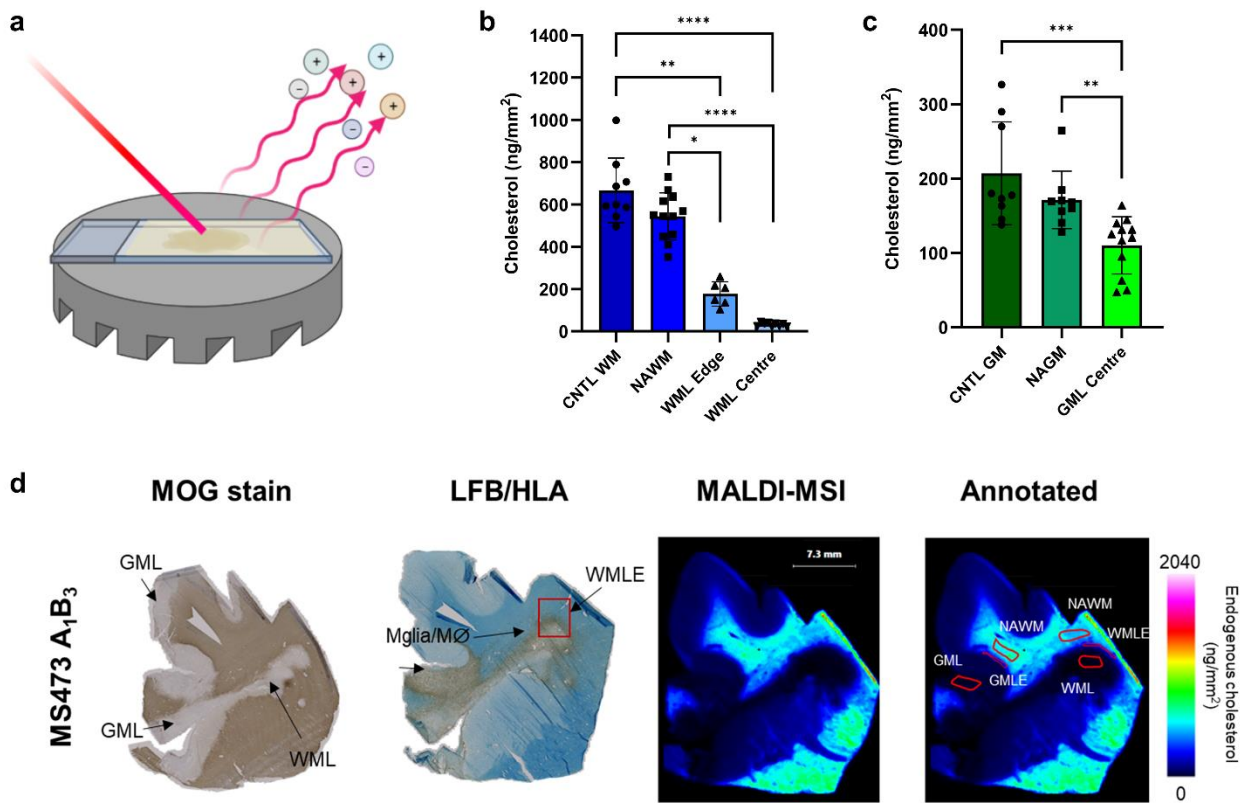 a
+
+
−
+
+
−
−
b
****
**
****
*
1400
1200
1000
800
600
400
200
0
Cholesterol (ng/mm²)
CNTL WM
NAWM
WML Edge
WML Centre
c
***
**
400
300
200
100
0
Cholesterol (ng/mm²)
CNTL GM
NAGM
GML Centre
d
MOG stain
LFB/HLA
MALDI-MSI
Annotated
MS473 A₁B₃
GML
GML
WML
WMLE
Mglia/MØ
7.3 mm
NAWM
NAWM
WMLE
GML
GMLE
WML
2040
Endogenous cholesterol
(ng/mm²)
0